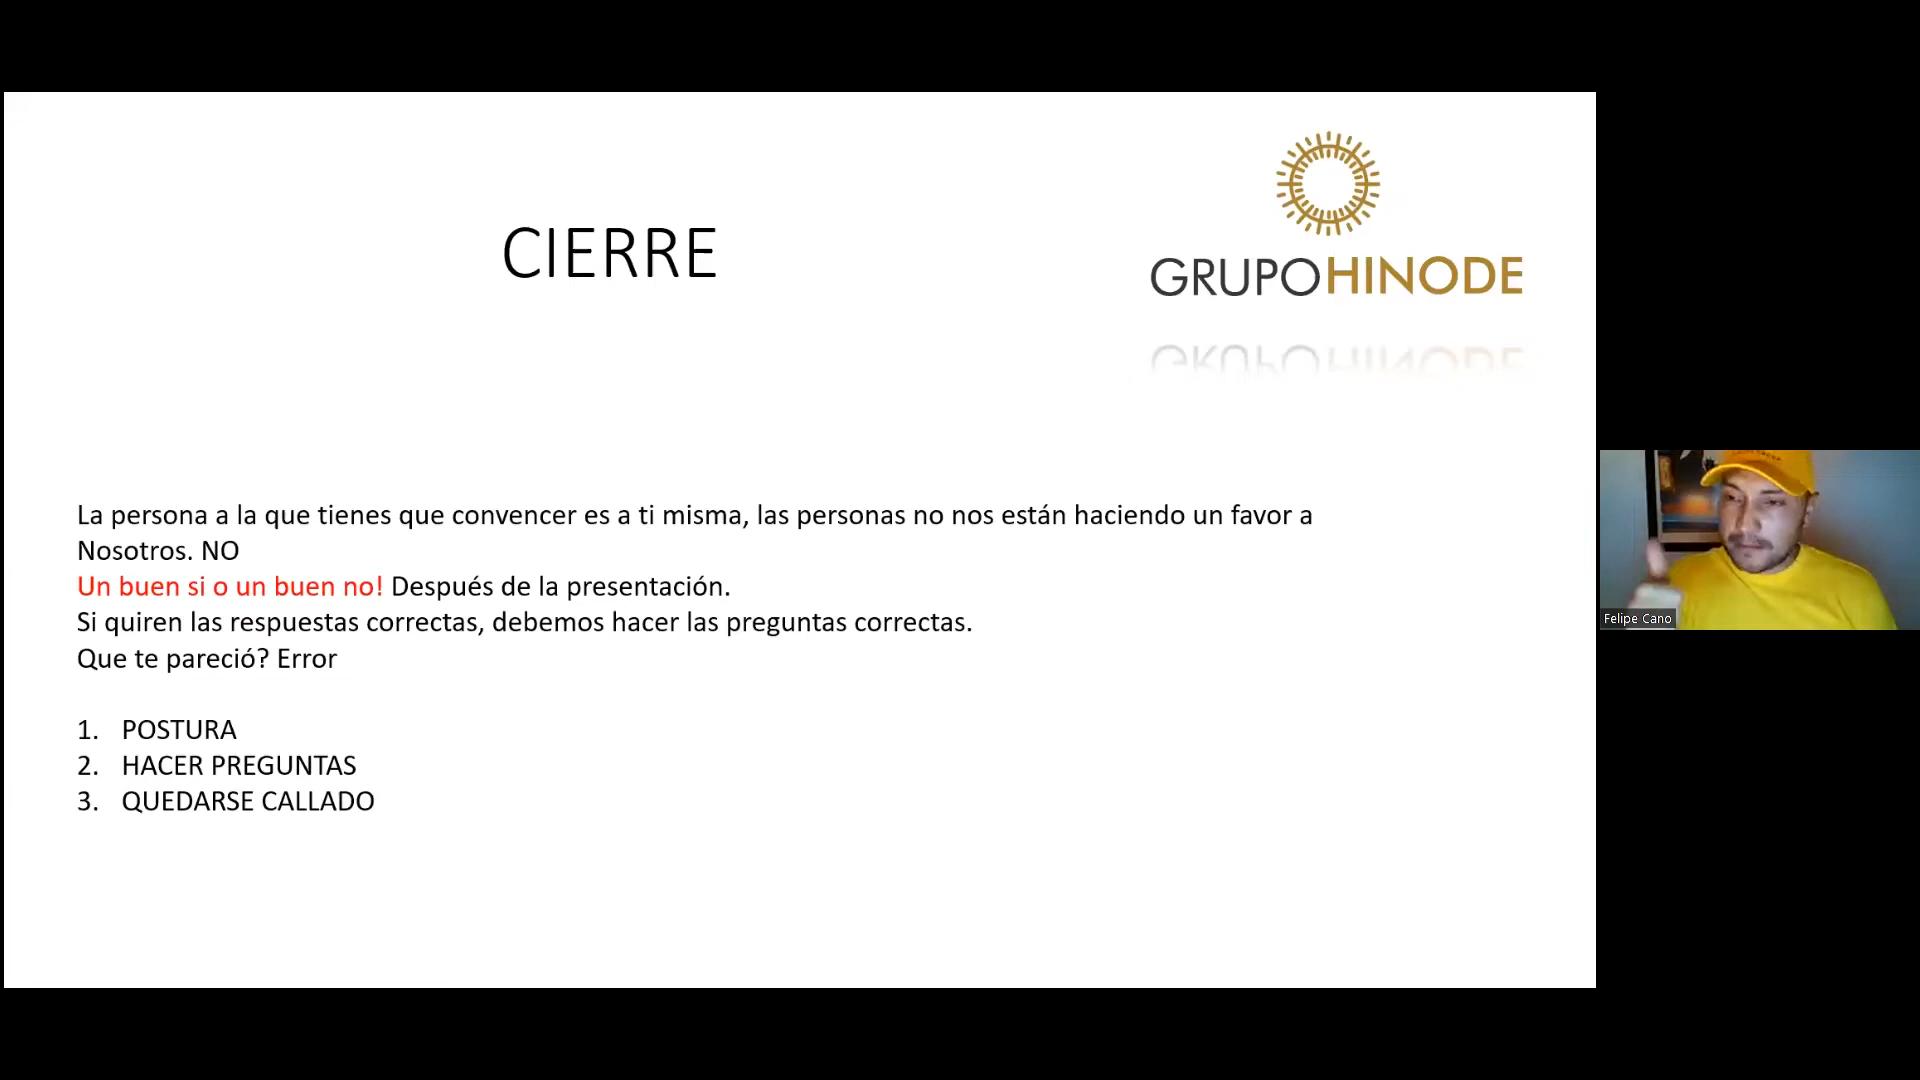 CIERRE
GRUPOHINODE
La persona a la que tienes que convencer es a ti misma, las personas no nos están haciendo un favor a
Nosotros. NO
Un buen si o un buen no! Después de la presentación.
Si quiren las respuestas correctas, debemos hacer las preguntas correctas.
Que te pareció? Error
1. POSTURA
2. HACER PREGUNTAS
3. QUEDARSE CALLADO
Felipe Cano